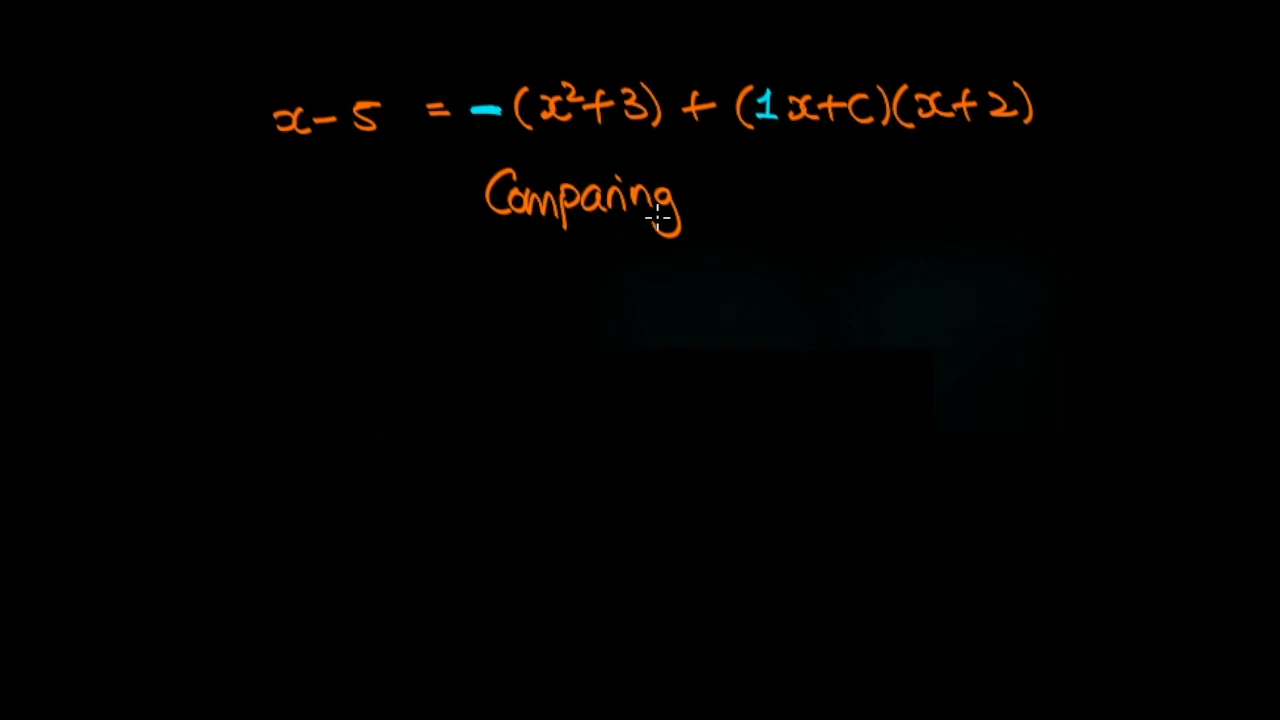 x - 5 = -(x² + 3) + (1x + C)(x + 2)
Comparing